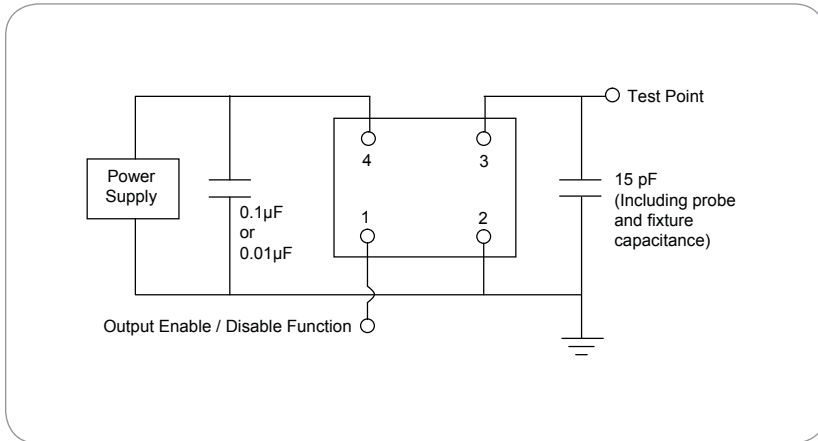 Test Point
4
3
Power
Supply
0.1µF
or
0.01µF
1
2
15 pF
(Including probe
and fixture
capacitance)
Output Enable / Disable Function